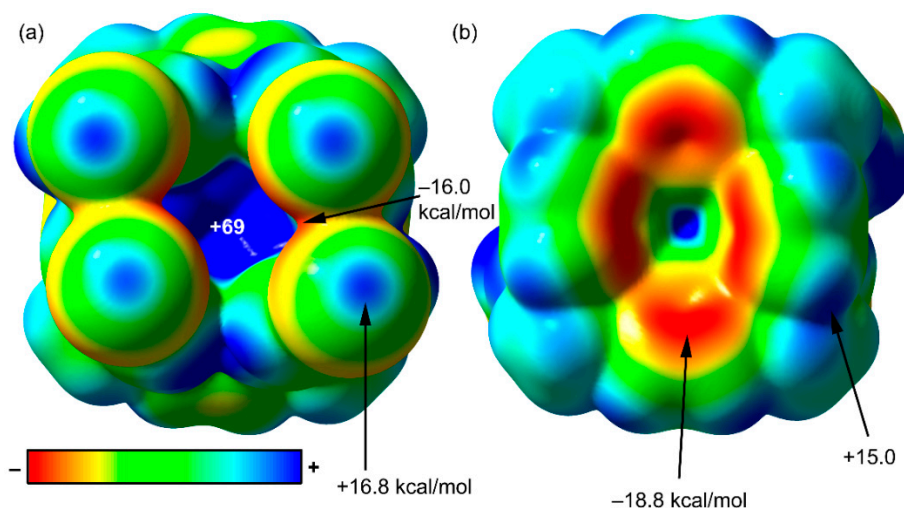 (a)
(b)
+69
–16.0
kcal/mol
– +
+16.8 kcal/mol
–18.8 kcal/mol
+15.0